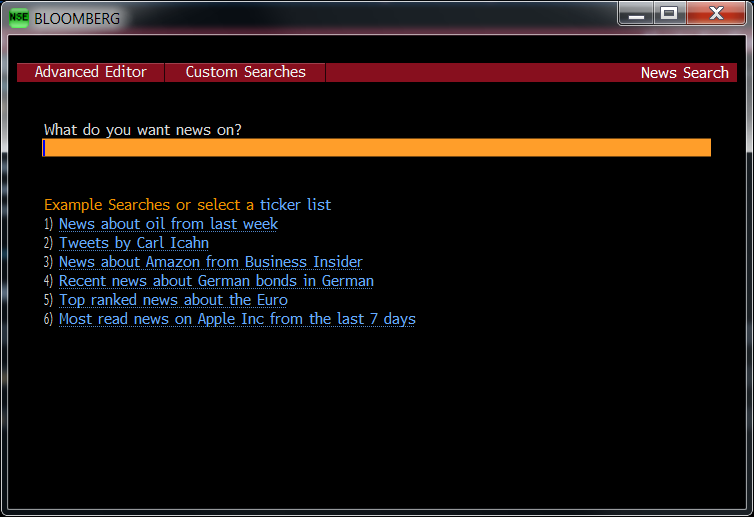 NSE BLOOMBERG
Advanced Editor Custom Searches News Search
What do you want news on?
Example Searches or select a ticker list
1) News about oil from last week
2) Tweets by Carl Icahn
3) News about Amazon from Business Insider
4) Recent news about German bonds in German
5) Top ranked news about the Euro
6) Most read news on Apple Inc from the last 7 days